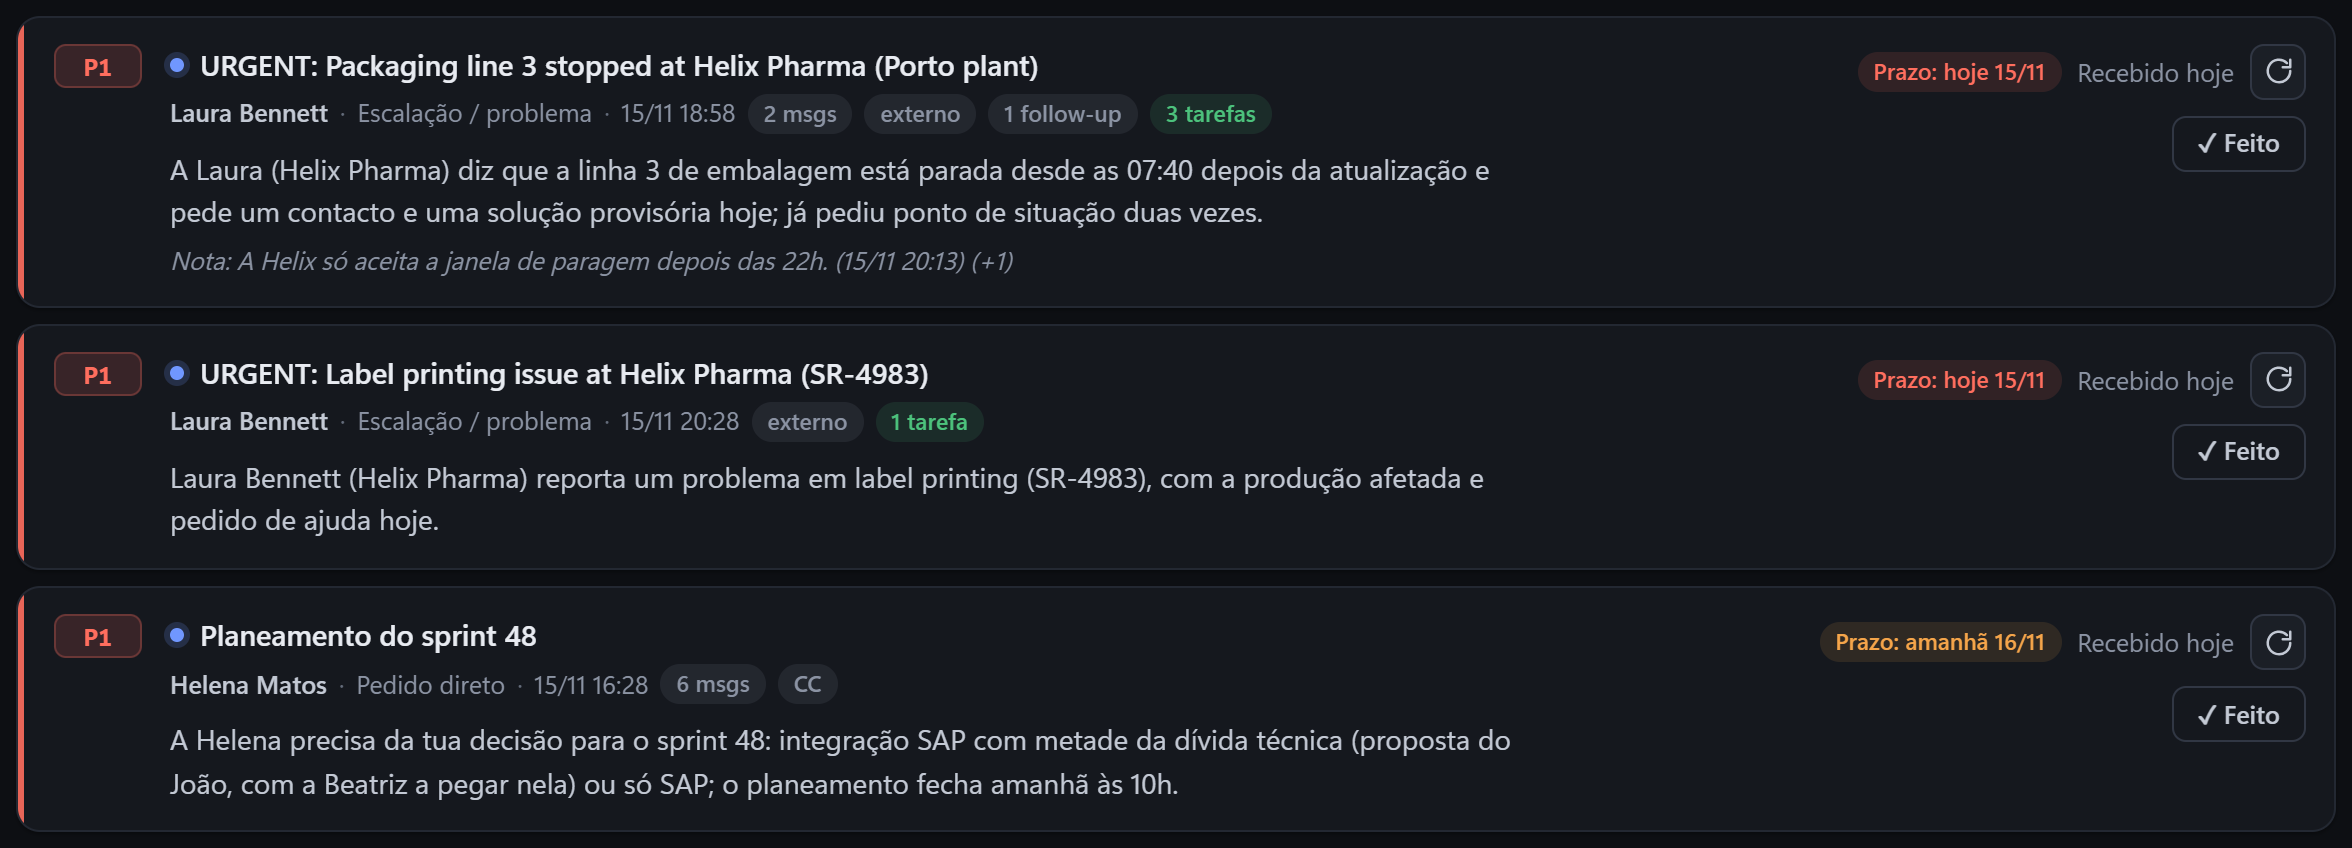 P1 URGENT: Packaging line 3 stopped at Helix Pharma (Porto plant) Prazo: hoje 15/11 Recebido hoje
Laura Bennett · Escalação / problema · 15/11 18:58 2 msgs externo 1 follow-up 3 tarefas
✓ Feito
A Laura (Helix Pharma) diz que a linha 3 de embalagem está parada desde as 07:40 depois da atualização e
pede um contacto e uma solução provisória hoje; já pediu ponto de situação duas vezes.
Nota: A Helix só aceita a janela de paragem depois das 22h. (15/11 20:13) (+1)
P1 URGENT: Label printing issue at Helix Pharma (SR-4983) Prazo: hoje 15/11 Recebido hoje
Laura Bennett · Escalação / problema · 15/11 20:28 externo 1 tarefa
✓ Feito
Laura Bennett (Helix Pharma) reporta um problema em label printing (SR-4983), com a produção afetada e
pedido de ajuda hoje.
P1 Planeamento do sprint 48 Prazo: amanhã 16/11 Recebido hoje
Helena Matos · Pedido direto · 15/11 16:28 6 msgs CC
✓ Feito
A Helena precisa da tua decisão para o sprint 48: integração SAP com metade da dívida técnica (proposta do
João, com a Beatriz a pegar nela) ou só SAP; o planeamento fecha amanhã às 10h.